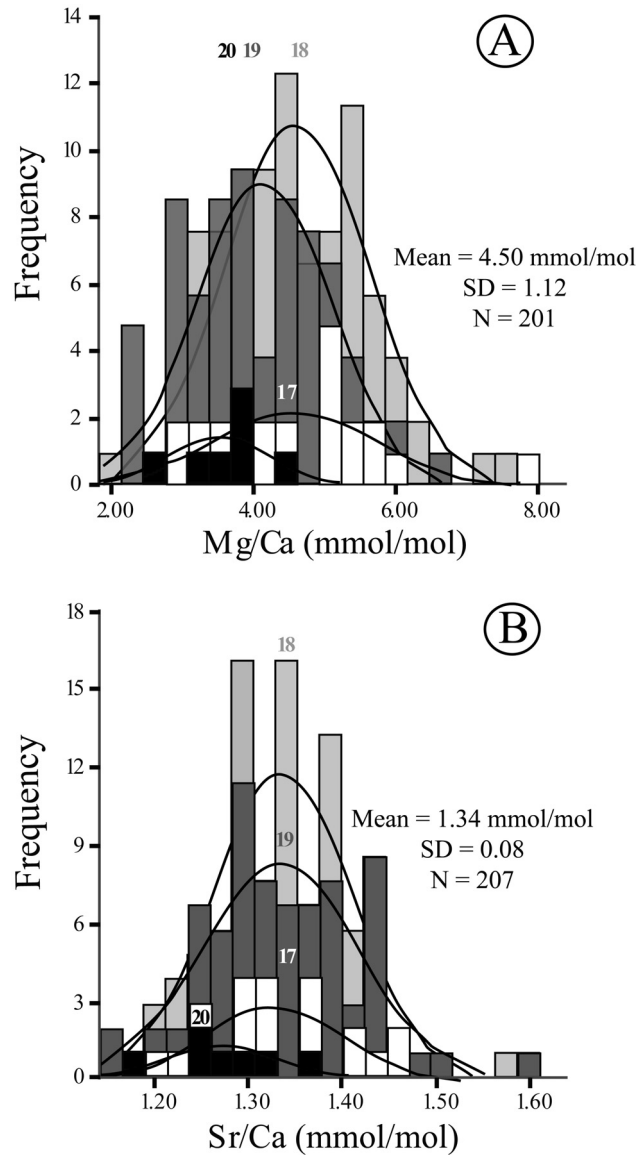 14
20 19 18
A
12
10
Frequency
8
Mean = 4.50 mmol/mol
SD = 1.12
N = 201
6
4
17
2
0
2.00 4.00 6.00 8.00
Mg/Ca (mmol/mol)
18
B
18
15
12
Frequency
Mean = 1.34 mmol/mol
SD = 0.08
N = 207
9
19
6
17
3
20
0
1.20 1.30 1.40 1.50 1.60
Sr/Ca (mmol/mol)